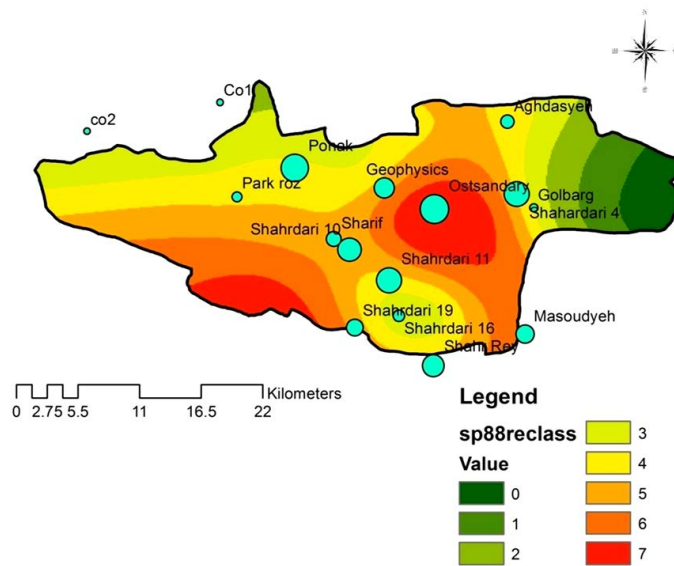 Co1
co2
Aghdasyeh
Ponak
Geophysics
Park roz
Ostsandary
Golbarg
Shahardari 4
Shahrdari 10
Sharif
Shahrdari 11
Shahrdari 19
Shahrdari 16
Masoudyeh
Shahr Rey
Kilometers
0 2.75 5.5 11 16.5 22
Legend
sp88reclass
Value
0
1
2
3
4
5
6
7